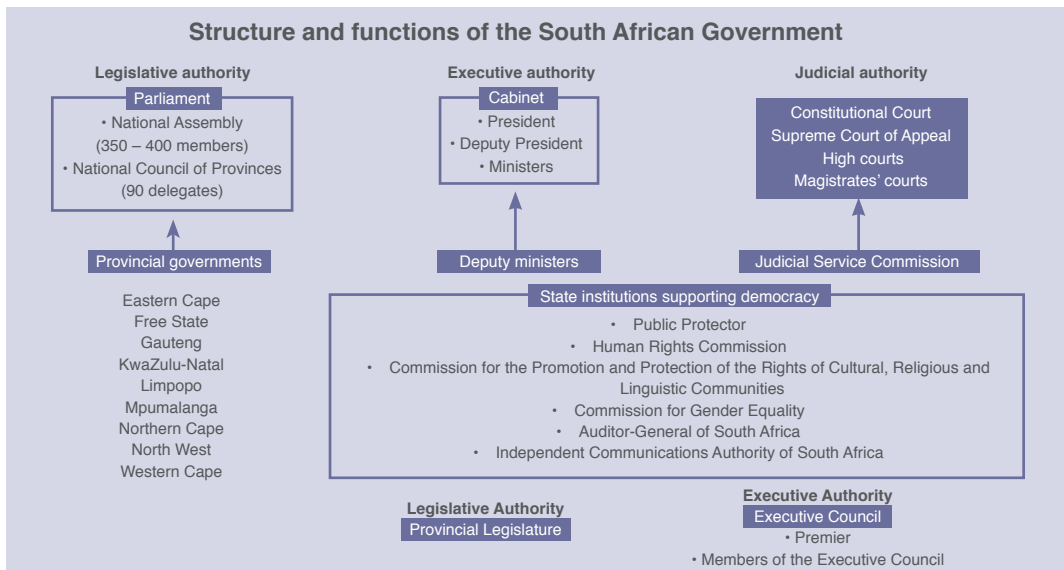 Structure and functions of the South African Government
Legislative authority
Parliament
• National Assembly
(350 – 400 members)
• National Council of Provinces
(90 delegates)
Provincial governments
Eastern Cape
Free State
Gauteng
KwaZulu-Natal
Limpopo
Mpumalanga
Northern Cape
North West
Western Cape
Executive authority
Cabinet
• President
• Deputy President
• Ministers
Deputy ministers
Judicial authority
Constitutional Court
Supreme Court of Appeal
High courts
Magistrates’ courts
Judicial Service Commission
State institutions supporting democracy
• Public Protector
• Human Rights Commission
• Commission for the Promotion and Protection of the Rights of Cultural, Religious and
Linguistic Communities
• Commission for Gender Equality
• Auditor-General of South Africa
• Independent Communications Authority of South Africa
Legislative Authority
Provincial Legislature
Executive Authority
Executive Council
• Premier
• Members of the Executive Council